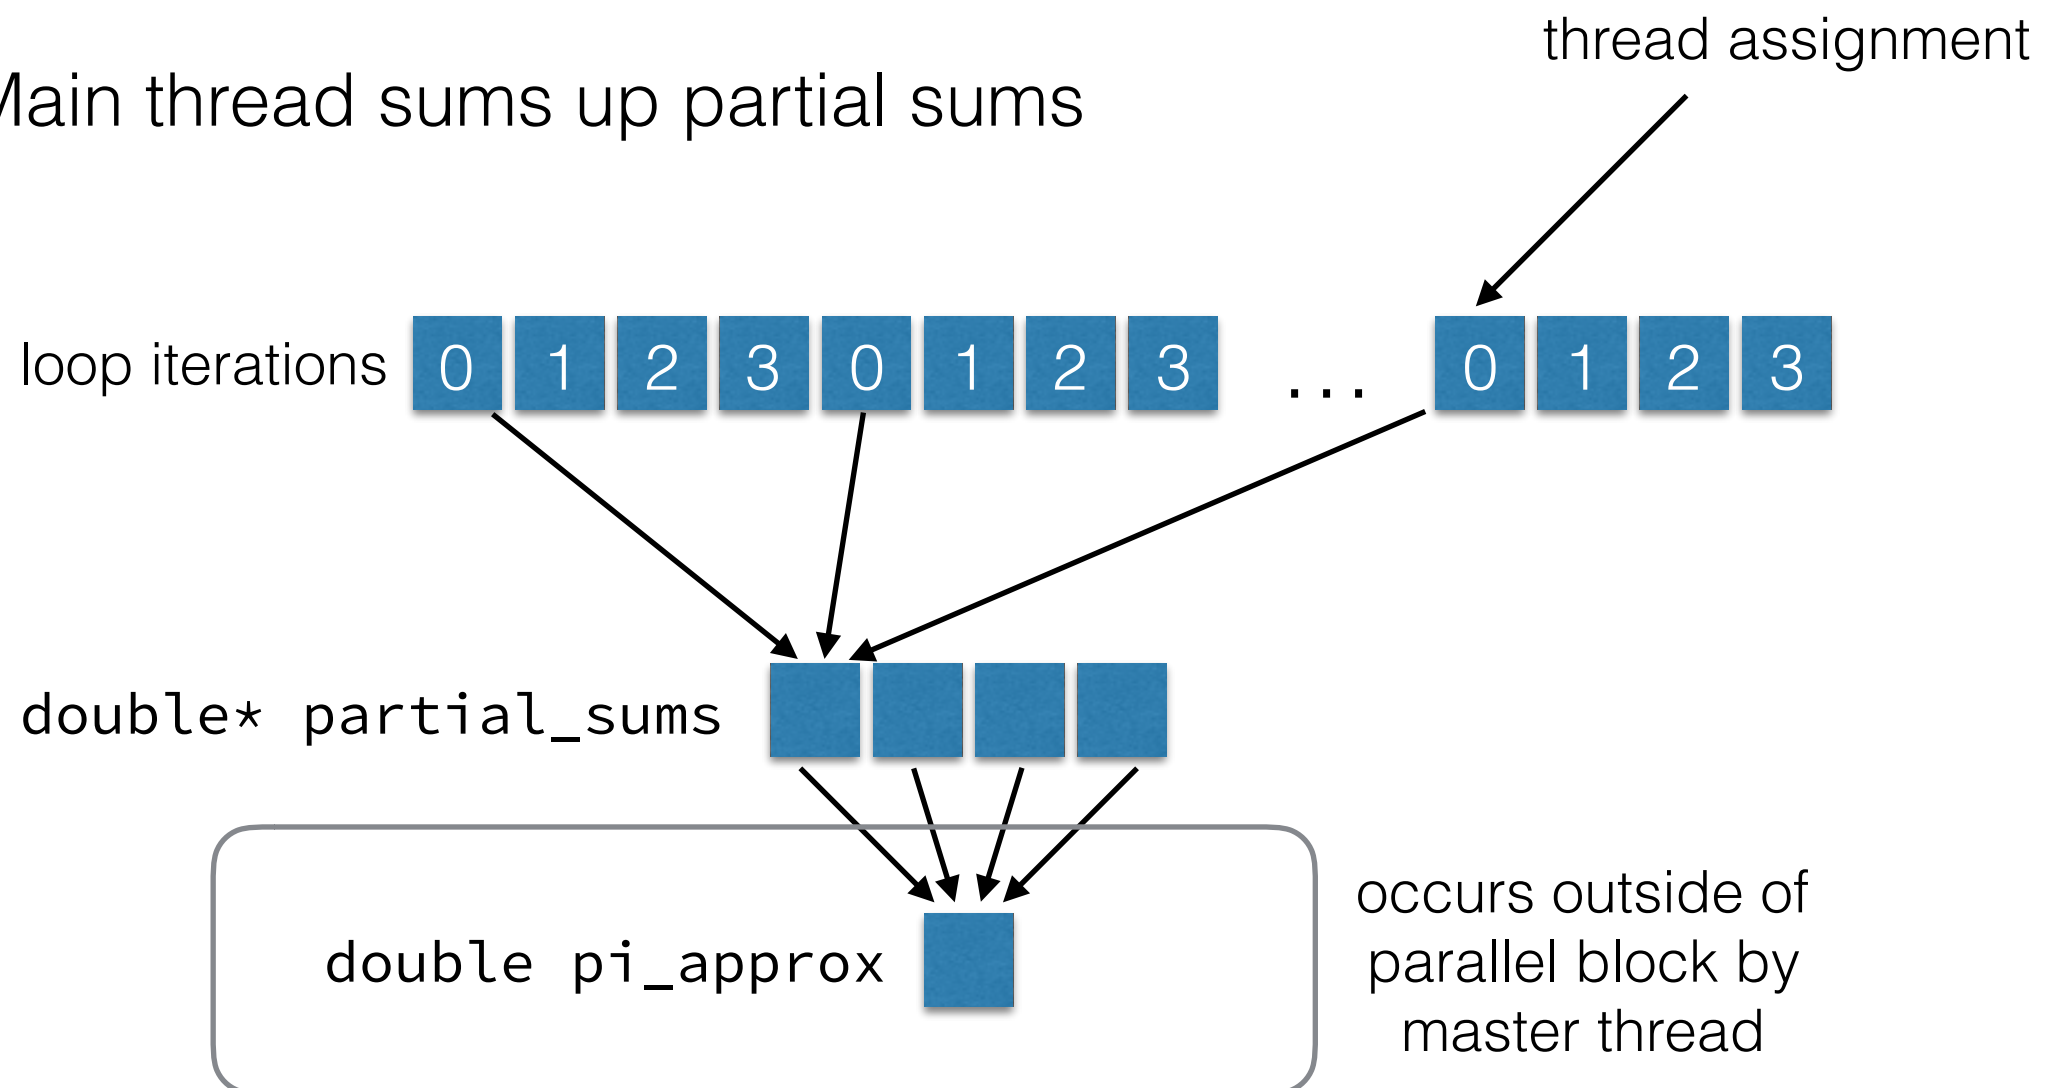 thread assignment
Main thread sums up partial sums
loop iterations 0 1 2 3 0 1 2 3 ... 0 1 2 3
double* partial_sums
double pi_approx
occurs outside of
parallel block by
master thread